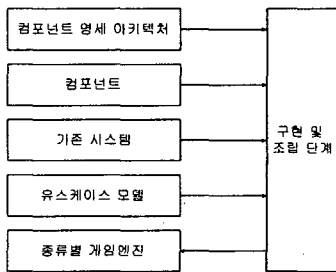 컴포넌트 명세 아키텍처
컴포넌트
기존 시스템
유스케이스 모델
종류별 게임엔진
구현 및
조립 단계